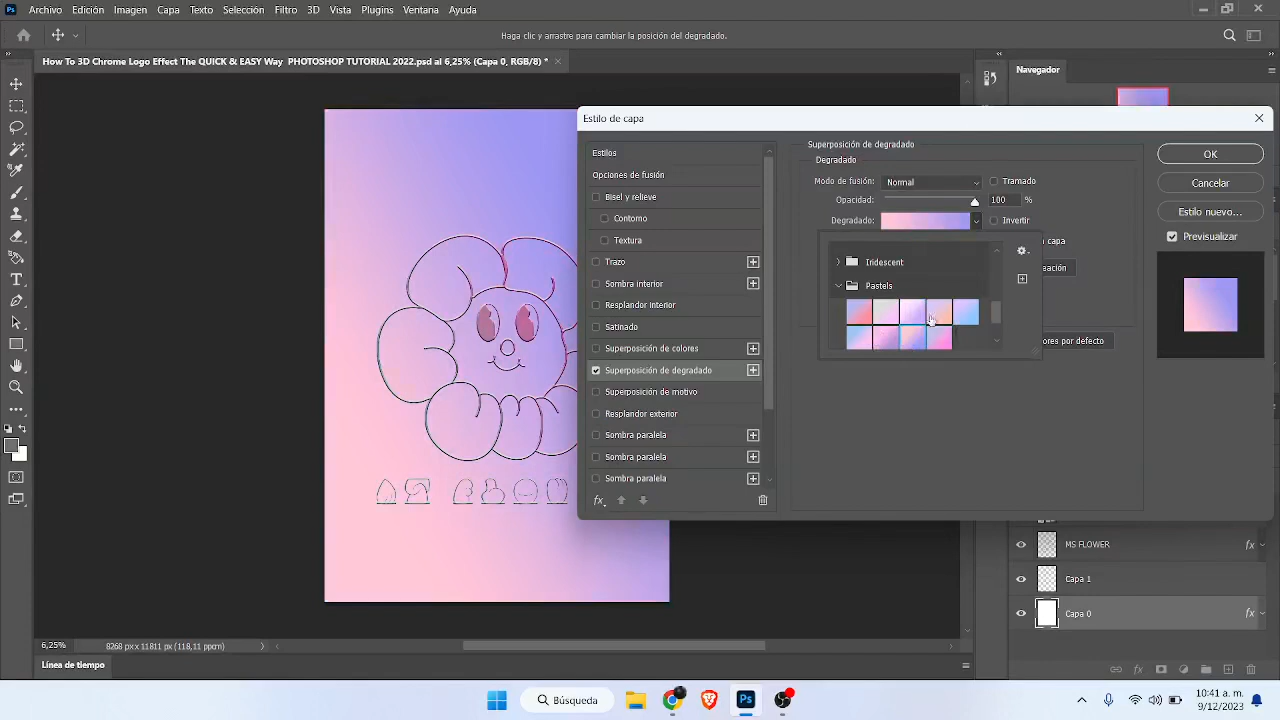 Archivo Edición Imagen Capa Texto Selección Filtro 3D Vista Plugins Ventana Ayuda
Haga clic y arrastre para cambiar la posición del degradado.
How To 3D Chrome Logo Effect The QUICK & EASY Way PHOTOSHOP TUTORIAL 2022.psd al 6,25% (Capa 0, RGB/8) *
Navegador
Estilo de capa
Estilos
Opciones de fusión
Bisel y relieve
Contorno
Textura
Trazo
Sombra interior
Resplandor interior
Satinado
Superposición de colores
Superposición de degradado
Superposición de motivo
Resplandor exterior
Sombra paralela
Sombra paralela
Sombra paralela
fx
Superposición de degradado
Degradado
Modo de fusión: Normal Tramado
Opacidad: 100 %
Degradado: Invertir
capa
eación
Iridescent
Pastels
ores por defecto
OK
Cancelar
Estilo nuevo...
Previsualizar
MS FLOWER fx
Capa 1
Capa 0 fx
fx
6,25% 8268 px x 11811 px (118,11 ppcm)
Línea de tiempo
Búsqueda
Ps
10:41 a. m.
9/12/2023